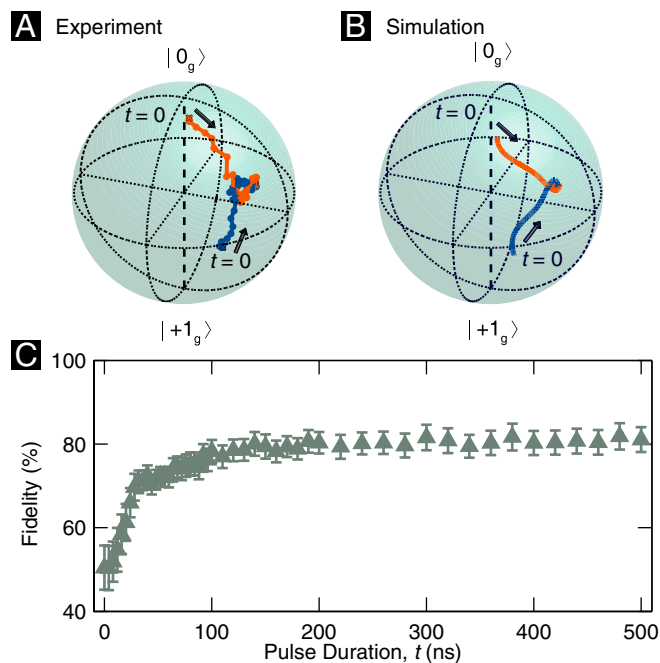 A Experiment
B Simulation
| 0g ⟩
| 0g ⟩
t = 0
t = 0
t = 0
t = 0
| +1g ⟩
| +1g ⟩
C
100
80
60
40
Fidelity (%)
0 100 200 300 400 500
Pulse Duration, t (ns)